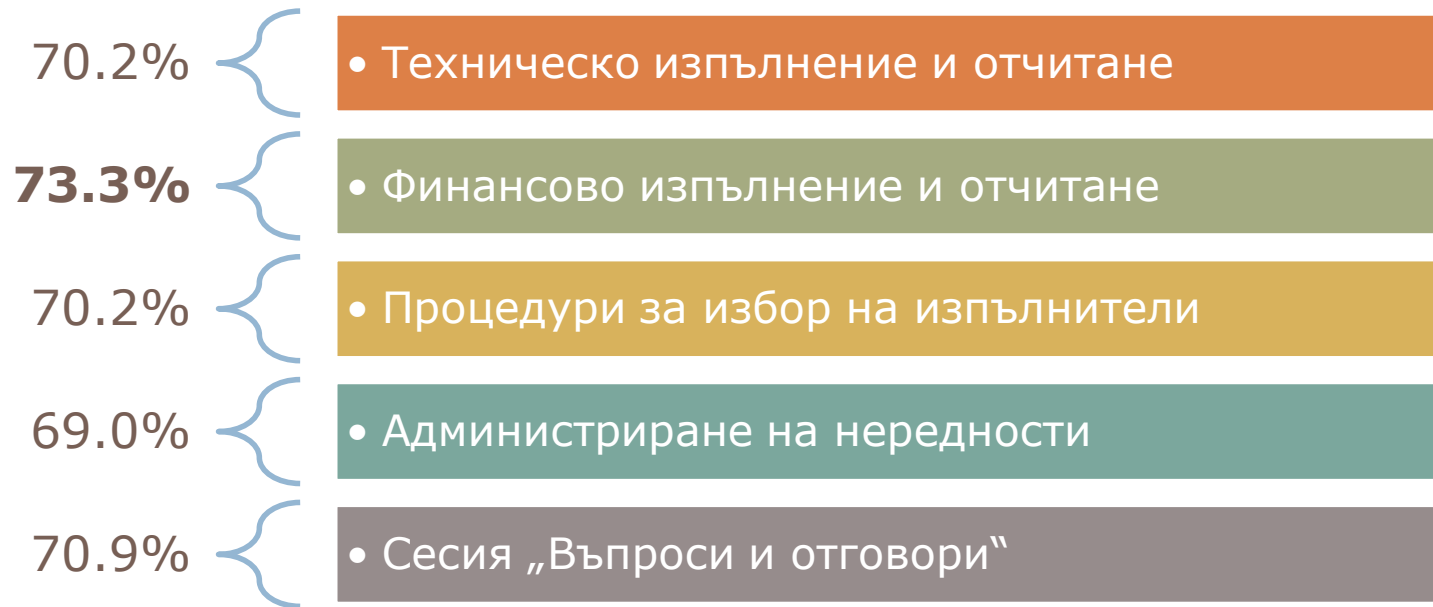 70.2%
• Техническо изпълнение и отчитане
73.3%
• Финансово изпълнение и отчитане
70.2%
• Процедури за избор на изпълнители
69.0%
• Администриране на нередности
70.9%
• Сесия „Въпроси и отговори“